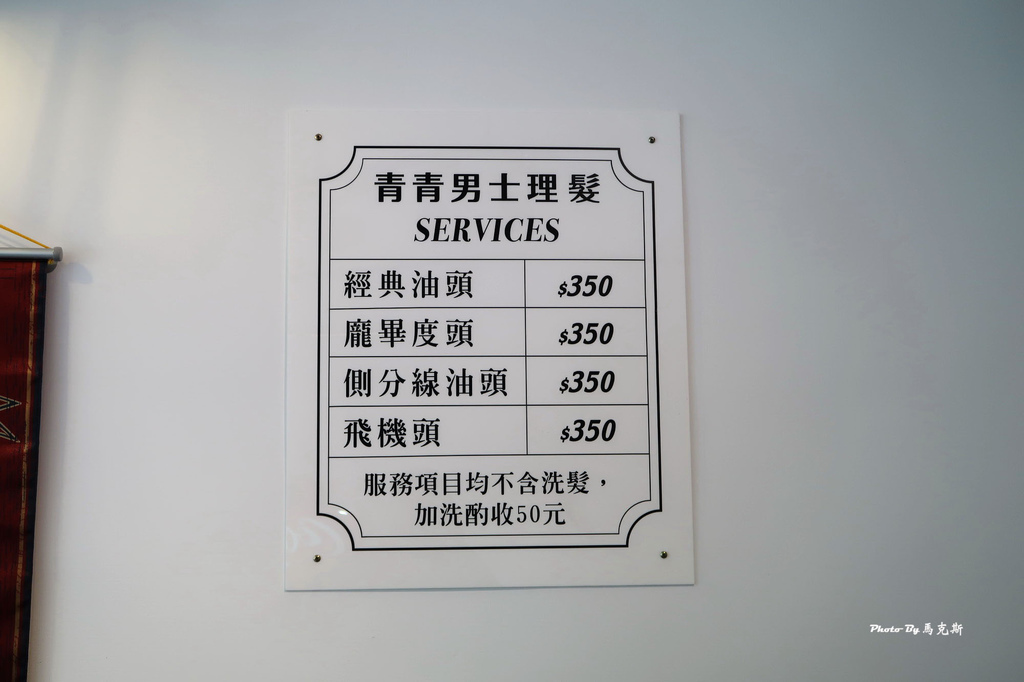 青青男士理髮
SERVICES
經典油頭 $350
龐畢度頭 $350
側分線油頭 $350
飛機頭 $350
服務項目均不含洗髮，
加洗酌收50元
Photo By 馬克斯